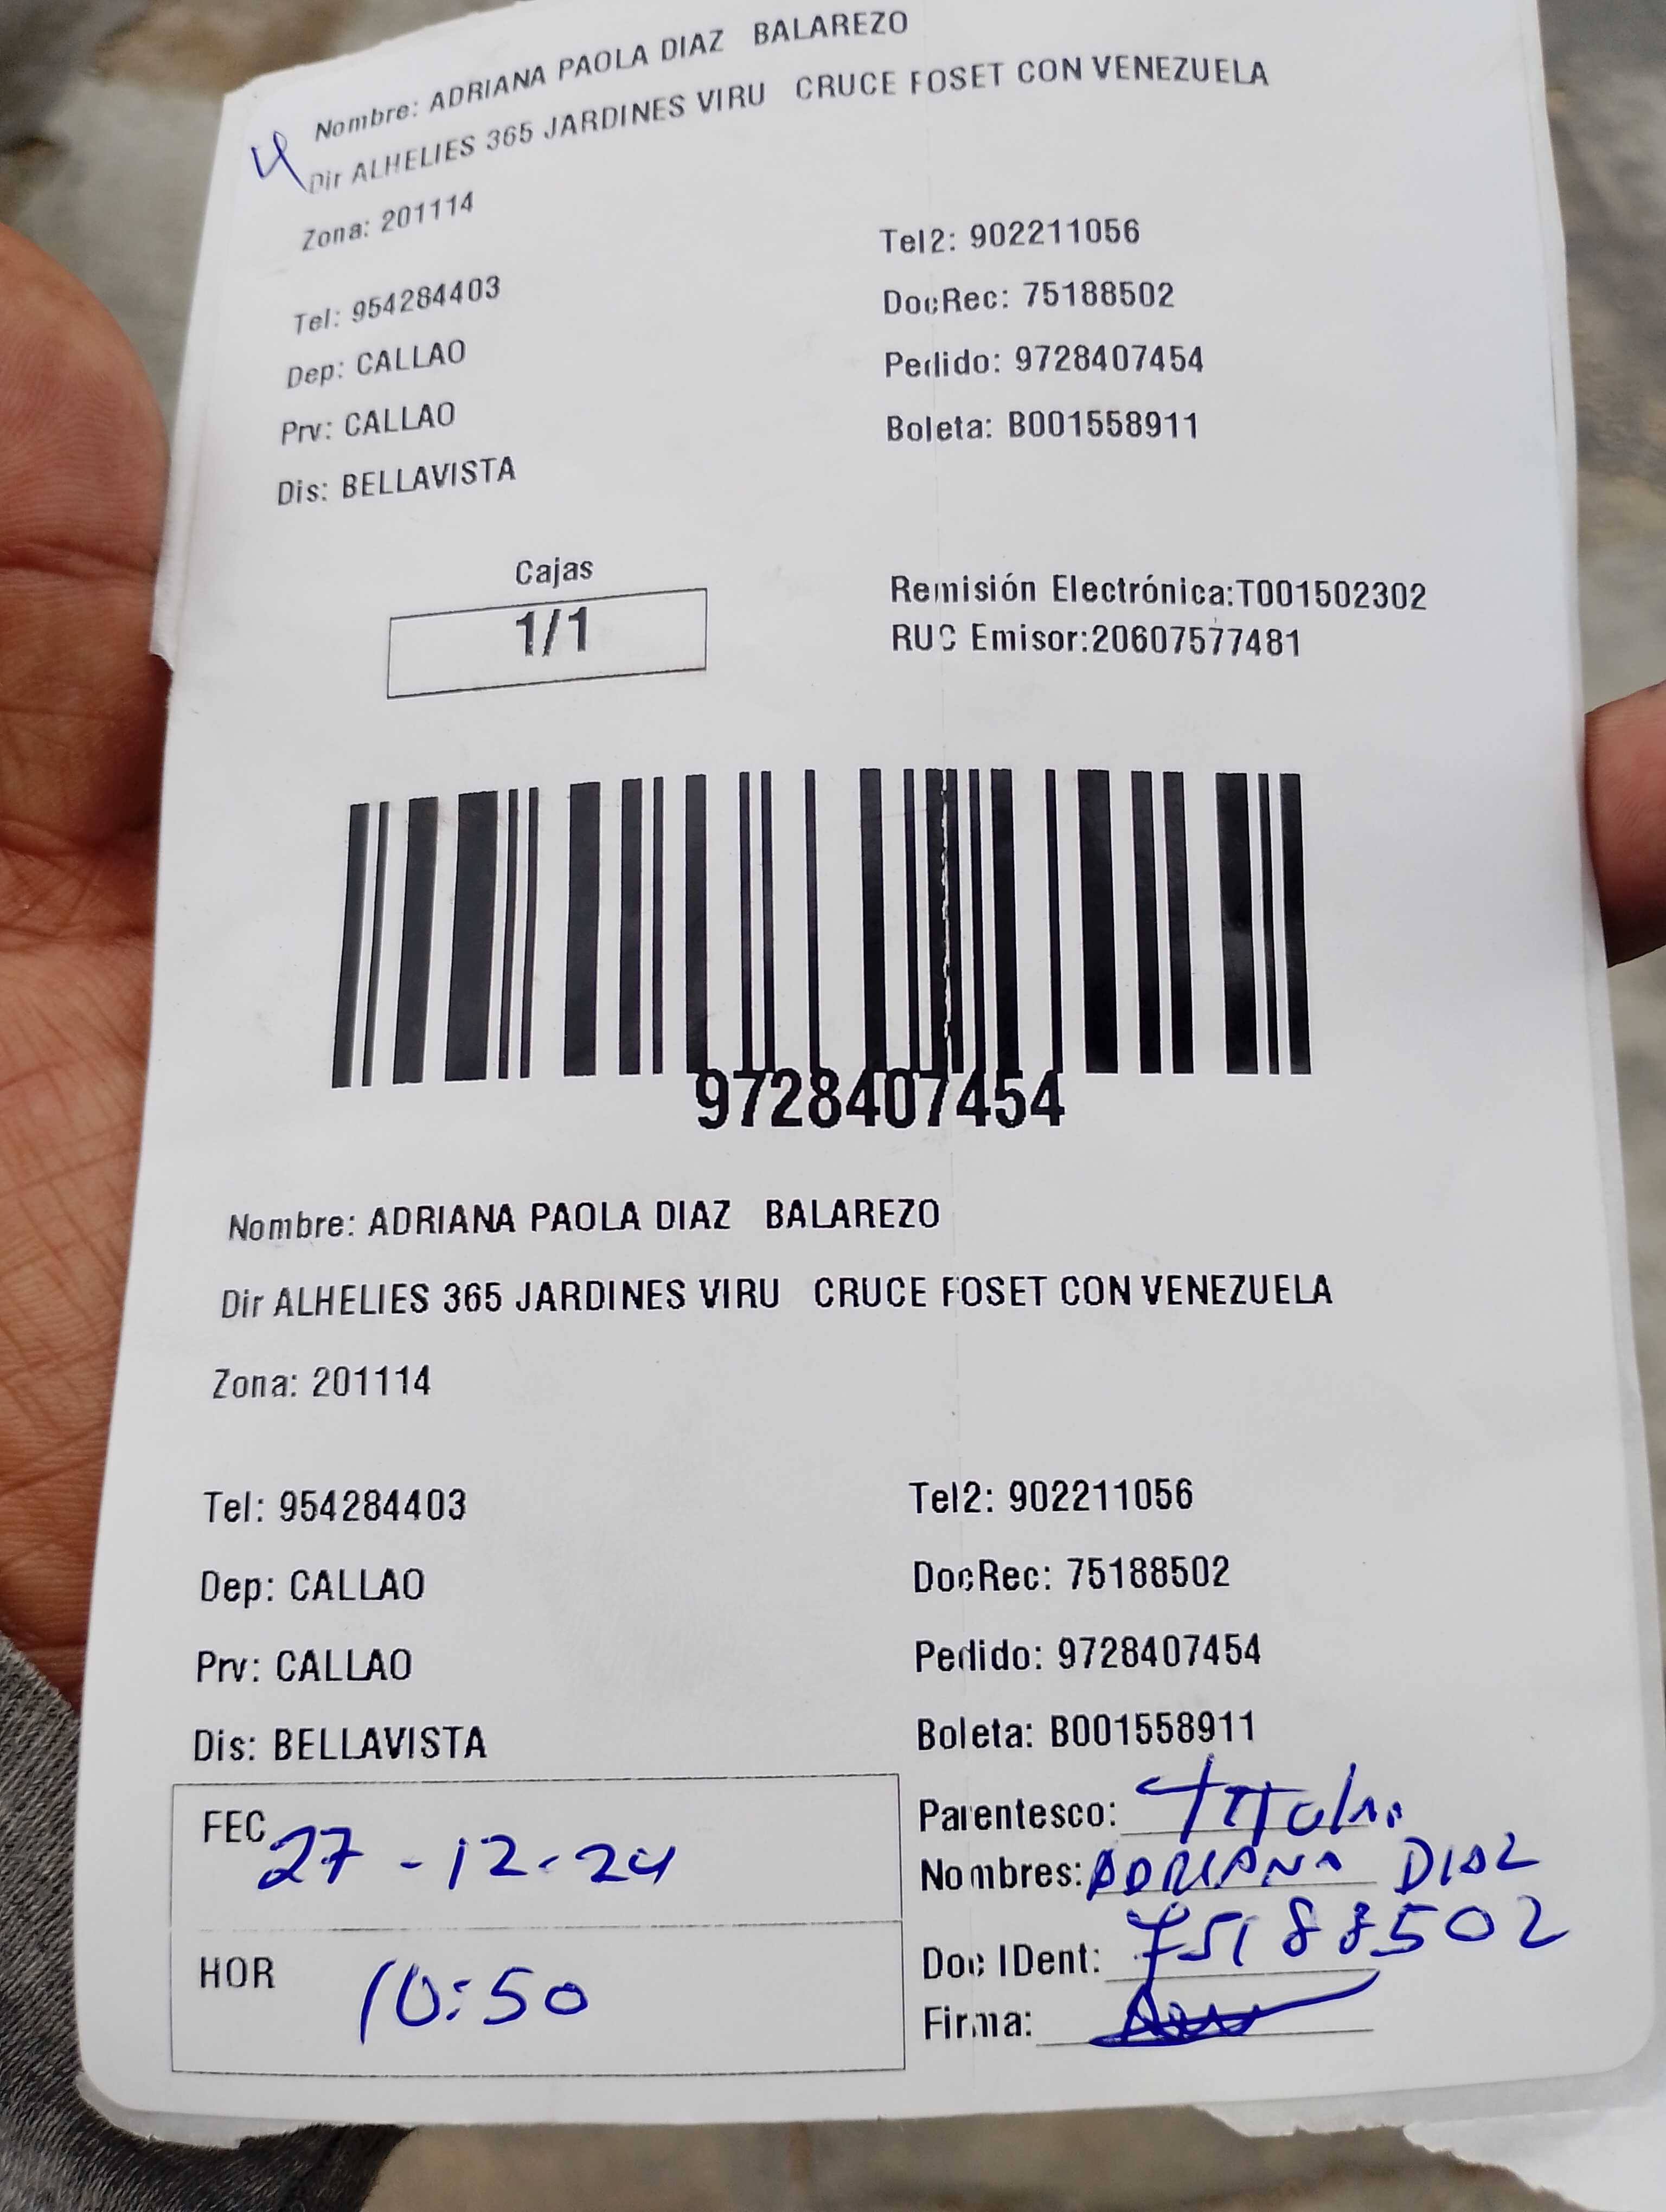 Nombre: ADRIANA PAOLA DIAZ BALAREZO
Dir ALHELIES 365 JARDINES VIRU CRUCE FOSET CON VENEZUELA
Zona: 201114
Tel: 954284403 Tel2: 902211056
Dep: CALLAO DocRec: 75188502
Prv: CALLAO Pedido: 9728407454
Dis: BELLAVISTA Boleta: B001558911
Cajas
1/1
Remisión Electrónica:T001502302
RUC Emisor:20607577481
9728407454
Nombre: ADRIANA PAOLA DIAZ BALAREZO
Dir ALHELIES 365 JARDINES VIRU CRUCE FOSET CON VENEZUELA
Zona: 201114
Tel: 954284403 Tel2: 902211056
Dep: CALLAO DocRec: 75188502
Prv: CALLAO Pedido: 9728407454
Dis: BELLAVISTA Boleta: B001558911
FEC 27-12-24
HOR 10:50
Parentesco: Titular
Nombres: ADRIANA DIAZ
Doc IDent: 75188502
Firma: